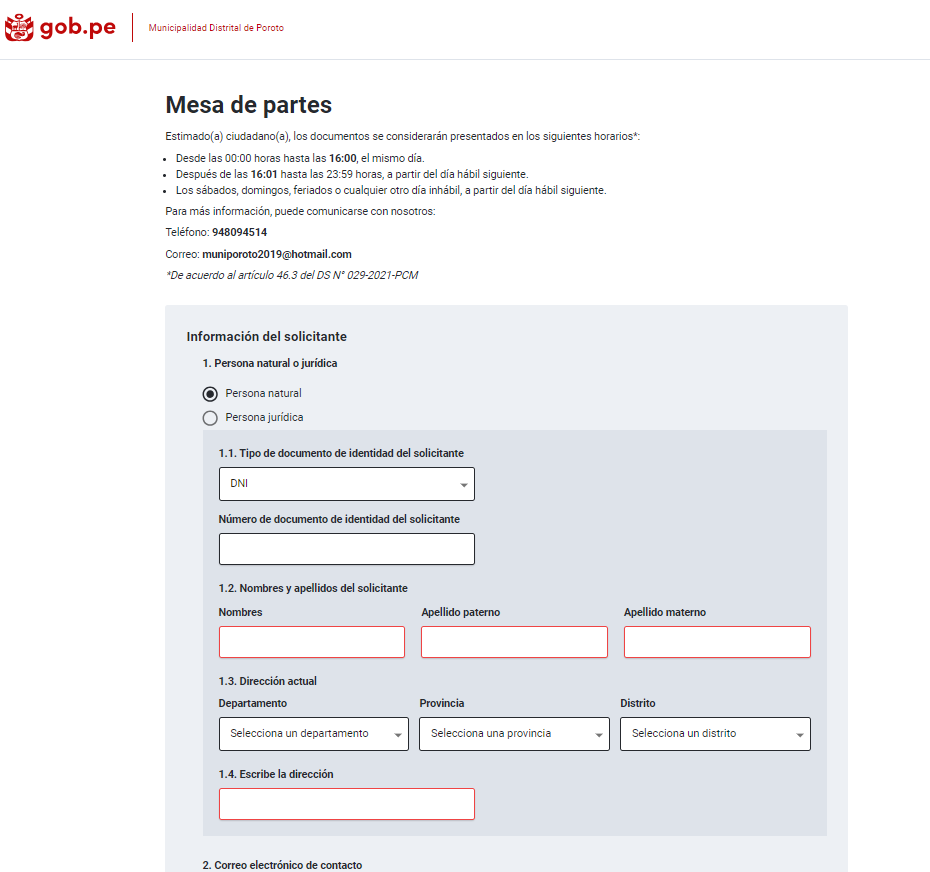 gob.pe
Municipalidad Distrital de Poroto
Mesa de partes
Estimado(a) ciudadano(a), los documentos se considerarán presentados en los siguientes horarios*:
• Desde las 00:00 horas hasta las 16:00, el mismo día.
• Después de las 16:01 hasta las 23:59 horas, a partir del día hábil siguiente.
• Los sábados, domingos, feriados o cualquier otro día inhábil, a partir del día hábil siguiente.
Para más información, puede comunicarse con nosotros:
Teléfono: 948094514
Correo: muniporoto2019@hotmail.com
*De acuerdo al artículo 46.3 del DS N° 029-2021-PCM
Información del solicitante
1. Persona natural o jurídica
Persona natural
Persona jurídica
1.1. Tipo de documento de identidad del solicitante
DNI
Número de documento de identidad del solicitante
1.2. Nombres y apellidos del solicitante
Nombres Apellido paterno Apellido materno
1.3. Dirección actual
Departamento Provincia Distrito
Selecciona un departamento Selecciona una provincia Selecciona un distrito
1.4. Escribe la dirección
2. Correo electrónico de contacto